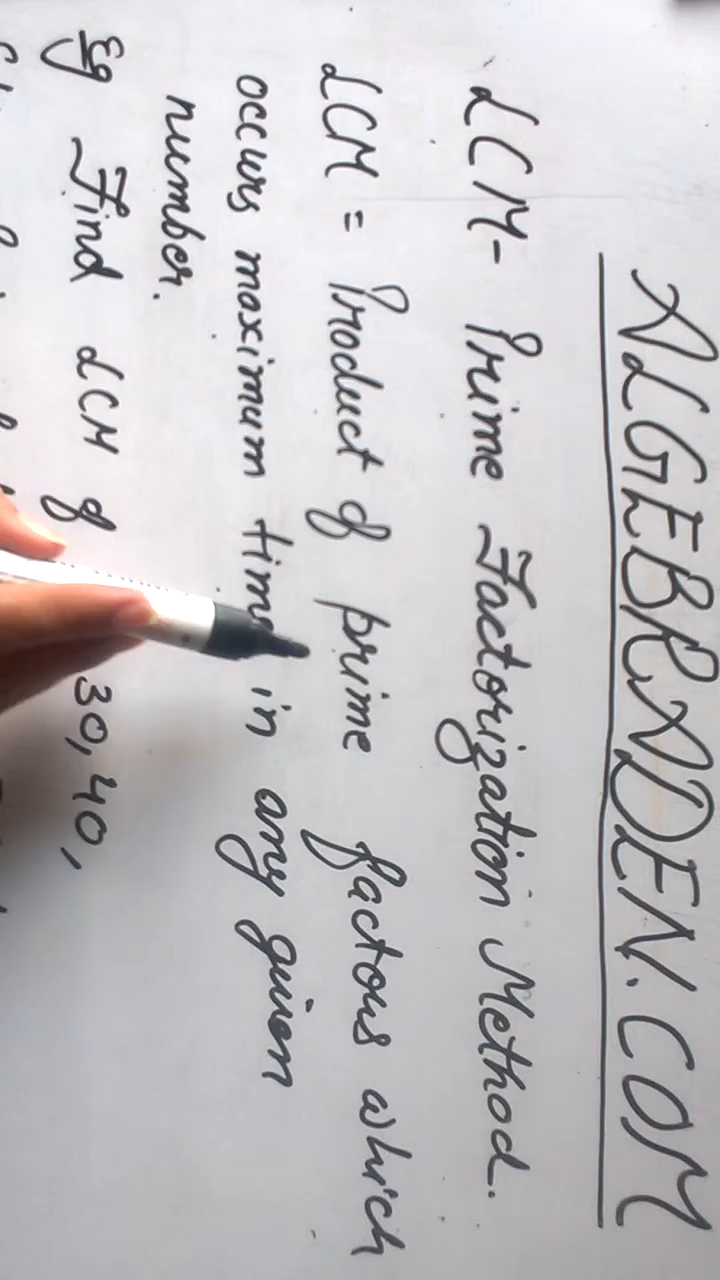 ALGEBRADEN.COM
LCM- Prime Factorization Method.
LCM = Product of prime factors which
occurs maximum time in any given
number.
Eg Find LCM of 30, 40,